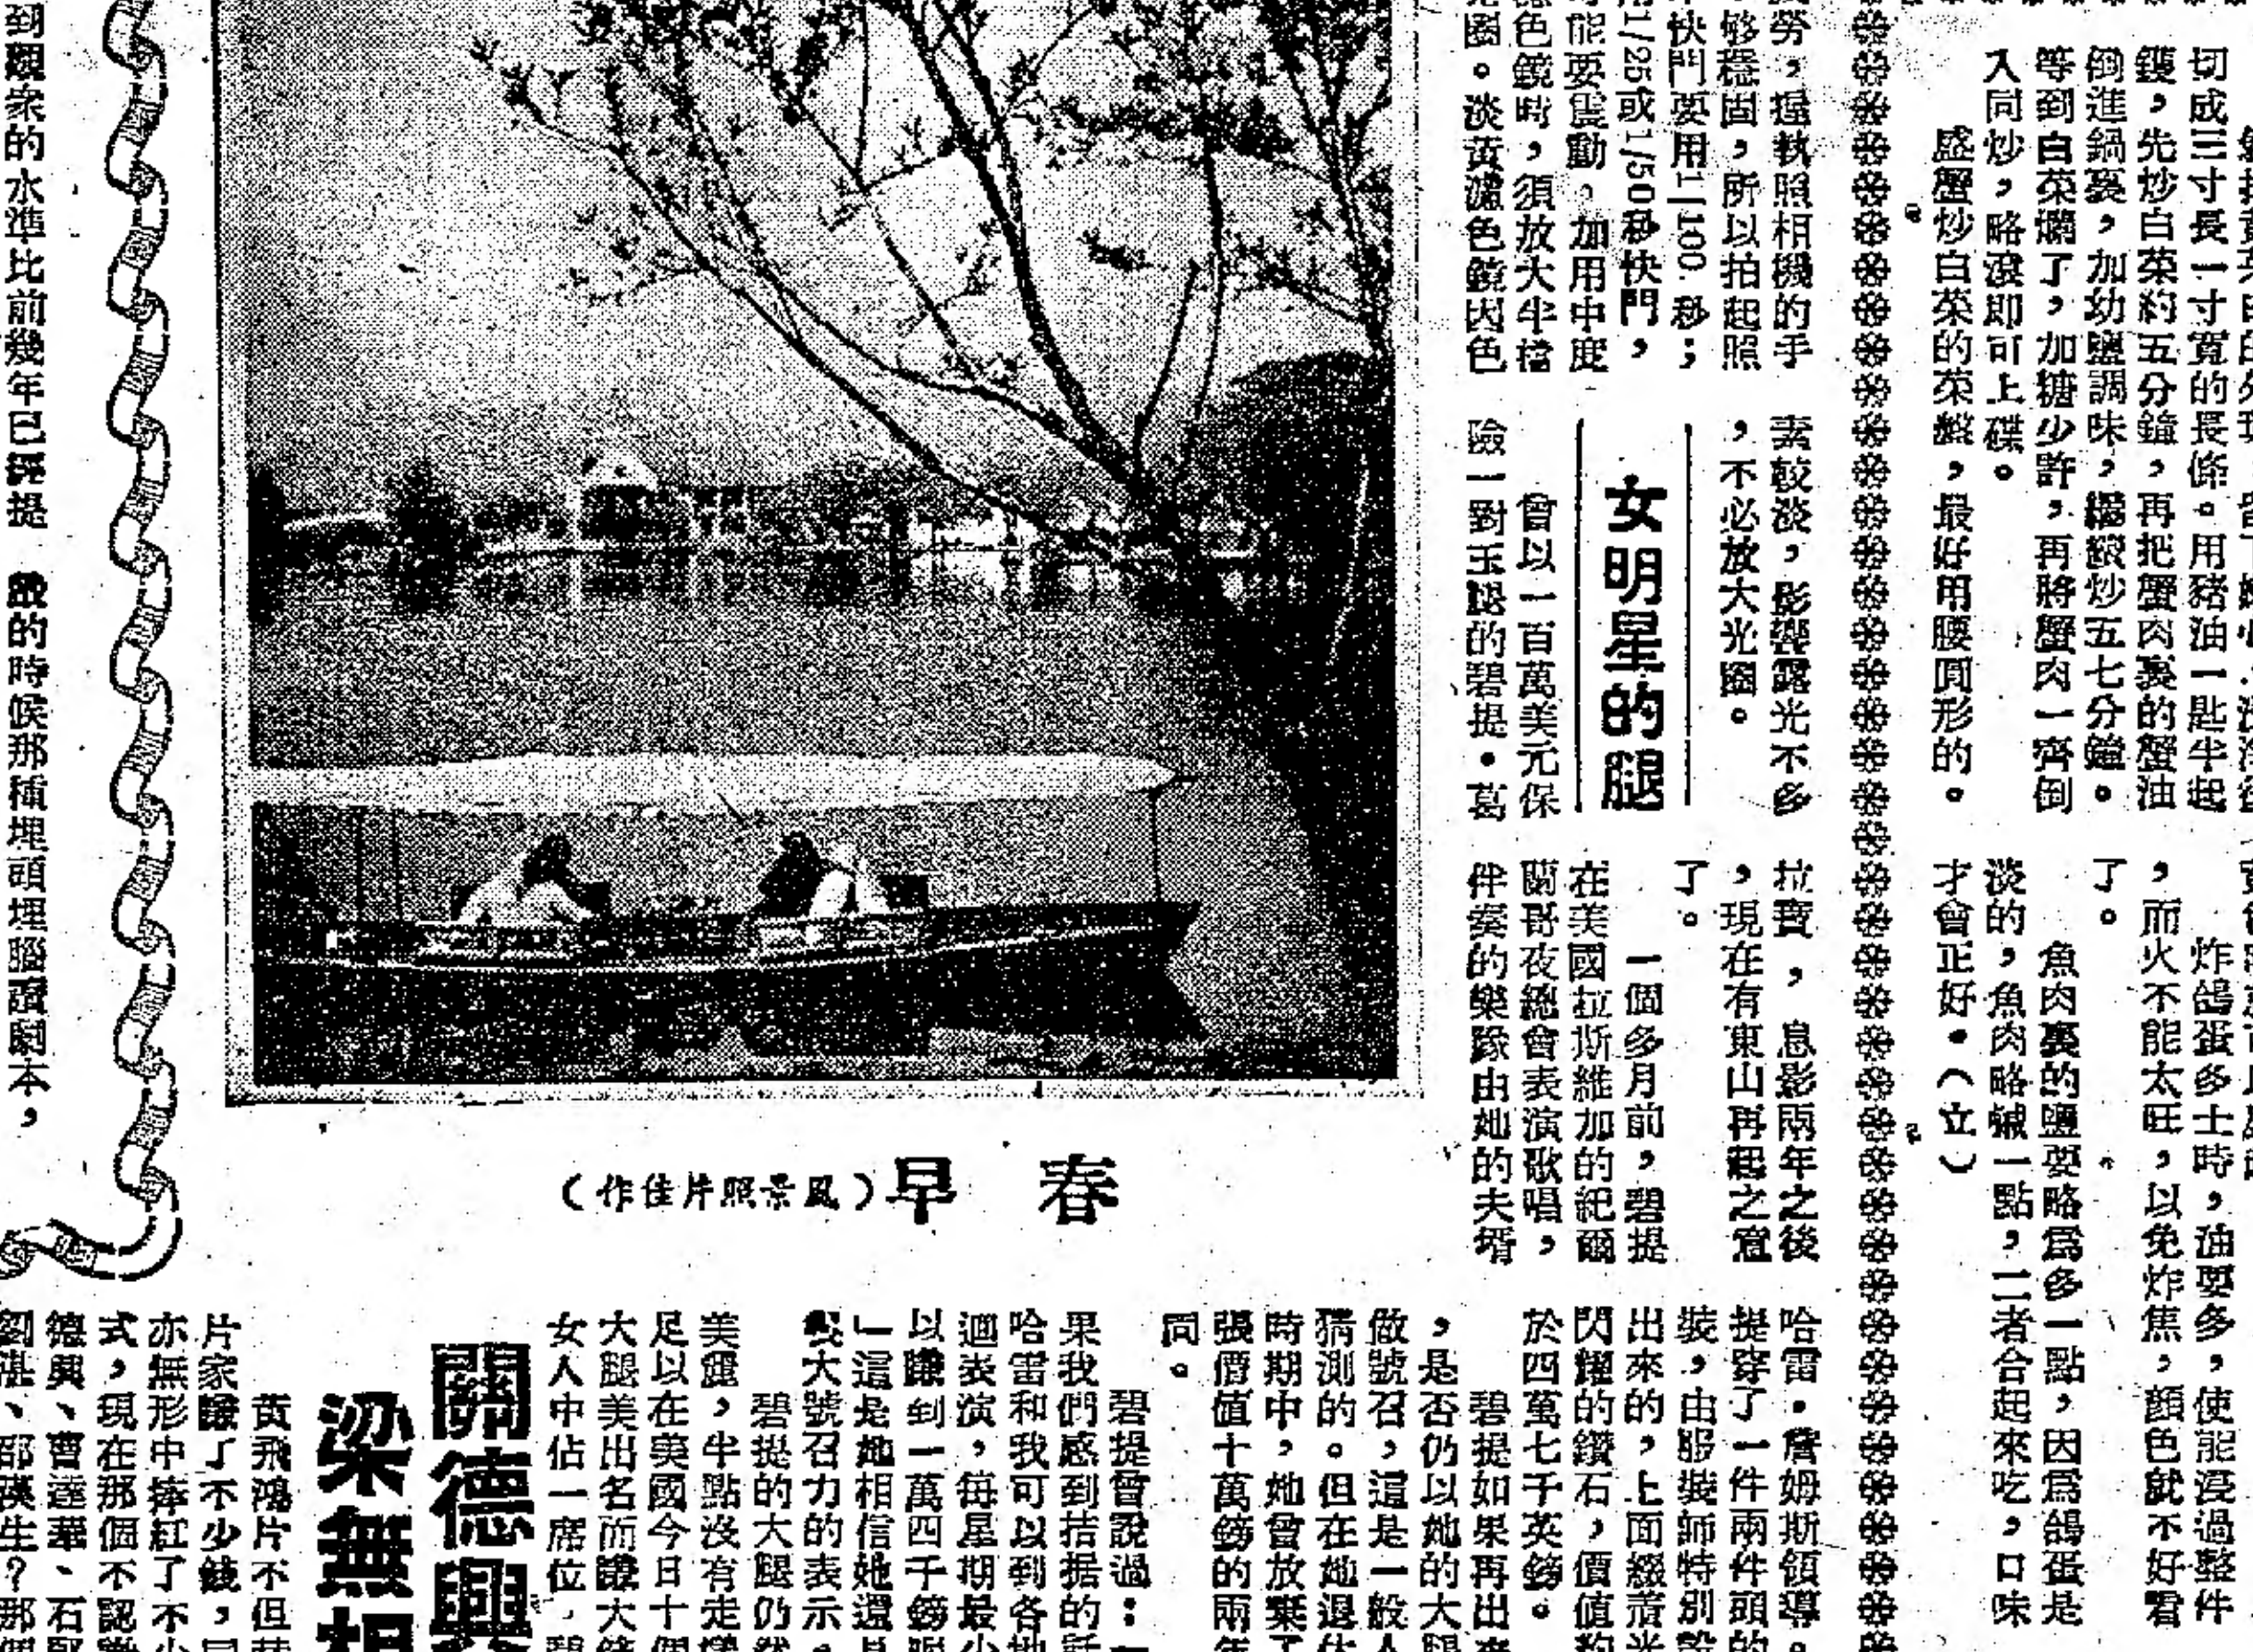 切成三寸長一寸寬的長條。用豬油一匙半起
鑊，先炒白菜約五分鐘，再把蟹肉裏的蟹油
倒進鍋裏，加幼鹽調味，繼續炒五七分鐘。
等到白菜爛了，加糖少許，再將蟹肉一齊倒
入同炒，略滾即可上碟。
盛蟹炒白菜的菜盤，最好用腰圓形的。
炸鴿蛋多士時，油要多，使能浸過整件
，而火不能太旺，以免炸焦，顏色就不好看
了。
魚肉裏的鹽要略爲多一點，因爲鴿蛋是
淡的，魚肉略鹹一點，二者合起來吃，口味
才會正好。（立）
勞，握執照相機的手
够穩固，所以拍起照
快門要用1/100秒；
用1/25或1/50秒快門，
能要震動。加用中度
色鏡時，須放大半檔
圈。淡黃濾色鏡因色
素較淡，影響露光不多
，不必放大光圈。
女明星的腿
曾以一百萬美元保
險一對玉腿的碧提・葛
拉寶，息影兩年之後
，現在有東山再起之意
了。
一個多月前，碧提
在美國拉斯維加的紀爾
蘭哥夜總會表演歌唱，
伴奏的樂隊由她的夫壻
哈雷・詹姆斯領導。
提穿了一件兩件頭的
裝，由服裝師特別設
出來的，上面綴着光
閃耀的鑽石，價值約
於四萬七千英鎊。
碧提如果再出來
，是否仍以她的大腿
做號召，這是一般人
猜測的。但在她退休
時期中，她曾放棄了
張價值十萬鎊的兩年
同。
碧提曾說過：
果我們感到拮据的話
哈雷和我可以到各地
迴表演，每星期最少
以賺到一萬四千鎊
」這是她相信她還具
大號召力的表示。
碧提的大腿仍然
美麗，半點沒有走樣
足以在美國今日十個
大腿美出名而
女人中佔一席位。碧
春早（風景照片佳作）
關德興
梁無相
黃飛鴻片不但替
片家賺了不少錢，同
亦無形中捧紅了不少
式，現在那個不認識
德興、曹達華、石堅
劉湛、邵漢生？那個
到觀衆的水準比前幾年已經提
戲的時候那種埋頭埋腦讀劇本，